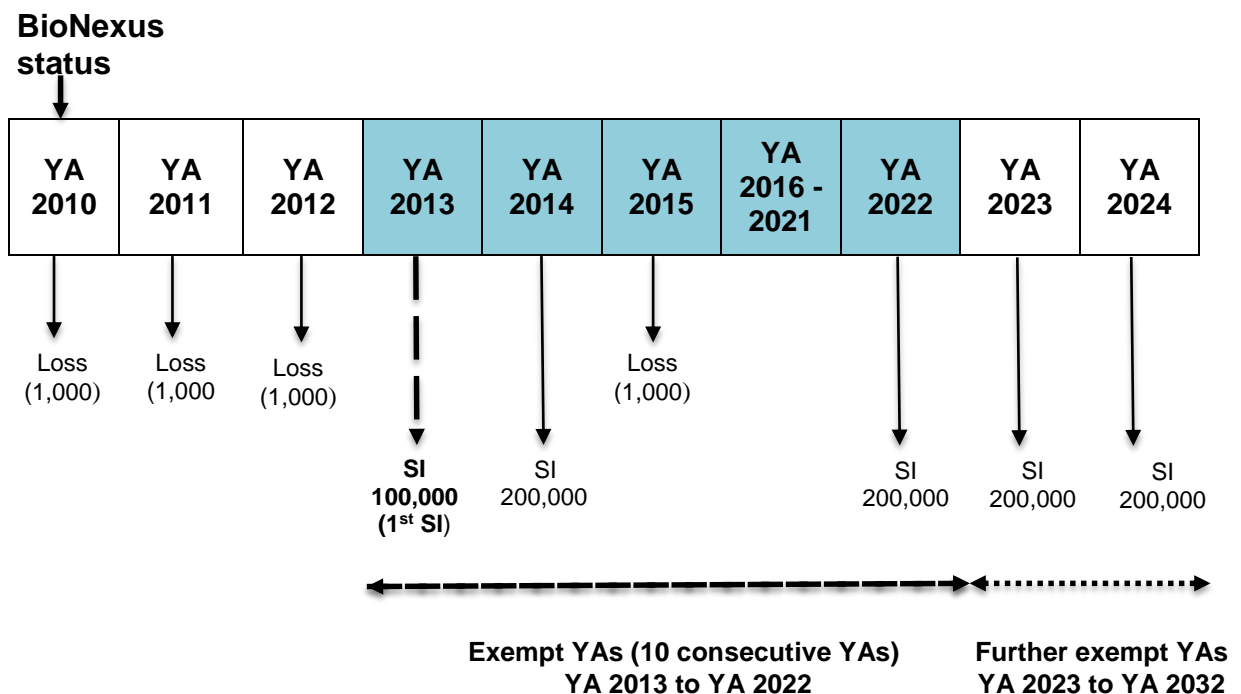 BioNexus
status
YA
2010
YA
2011
YA
2012
YA
2013
YA
2014
YA
2015
YA
2016 -
2021
YA
2022
YA
2023
YA
2024
Loss
(1,000)
Loss
(1,000
Loss
(1,000)
SI
100,000
(1st SI)
SI
200,000
Loss
(1,000)
SI
200,000
SI
200,000
SI
200,000
Exempt YAs (10 consecutive YAs)
YA 2013 to YA 2022
Further exempt YAs
YA 2023 to YA 2032